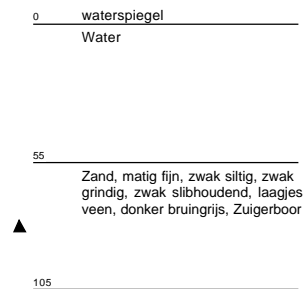 0 waterspiegel
Water
55
Zand, matig fijn, zwak siltig, zwak
grindig, zwak slibhoudend, laagjes
veen, donker bruingrijs, Zuigerboor
105